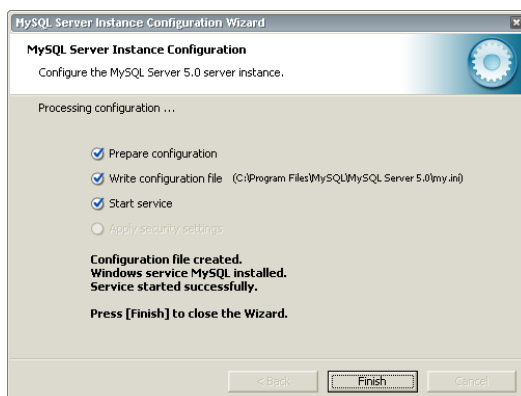 MySQL Server Instance Configuration Wizard
MySQL Server Instance Configuration
Configure the MySQL Server 5.0 server instance.
Processing configuration ...
Prepare configuration
Write configuration file (C:\Program Files\MySQL\MySQL Server 5.0\my.ini)
Start service
Apply security settings
Configuration file created.
Windows service MySQL installed.
Service started successfully.
Press [Finish] to close the Wizard.
< Back Finish Cancel